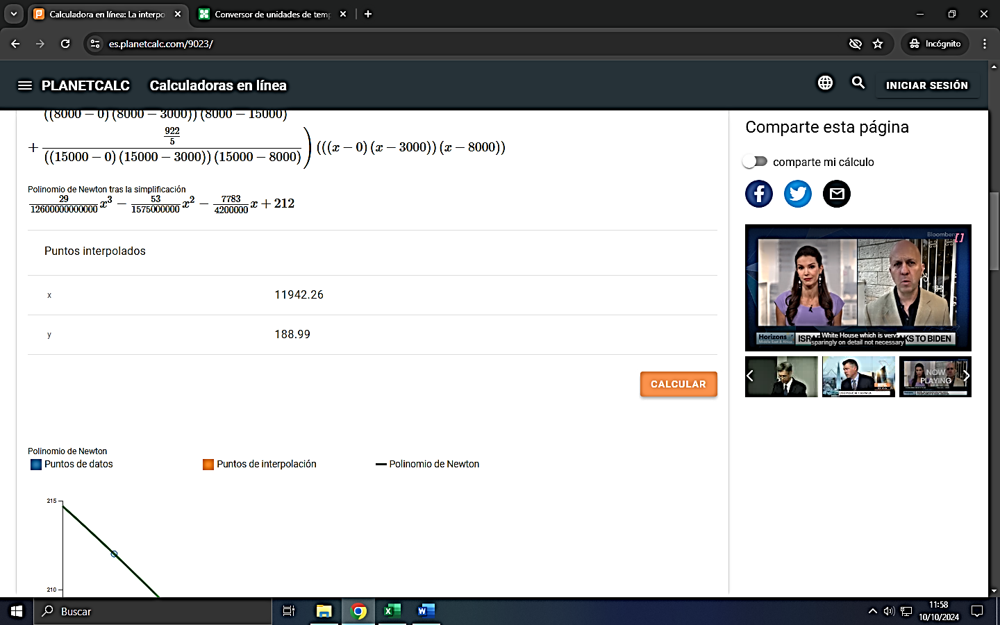 Calculadora en línea: La interpo
Conversor de unidades de temp
es.planetcalc.com/9023/
Incógnito
PLANETCALC
Calculadoras en línea
INICIAR SESIÓN
((8000 − 0) (8000 − 3000)) (8000 − 15000)
+ \frac{\frac{922}{5}}{((15000 − 0) (15000 − 3000)) (15000 − 8000)} ) (((x − 0) (x − 3000)) (x − 8000))
Polinomio de Newton tras la simplificación
\frac{29}{12600000000000} x^3 − \frac{53}{1575000000} x^2 − \frac{7783}{4200000} x + 212
Puntos interpolados
x 11942.26
y 188.99
CALCULAR
Polinomio de Newton
Puntos de datos
Puntos de interpolación
Polinomio de Newton
215
210
Comparte esta página
comparte mi cálculo
Bloomberg
Horizons
Middle East & Africa
White House which is very
sparingly on detail not necessary
KS TO BIDEN
NOW
PLAYING
Buscar
11:58
10/10/2024